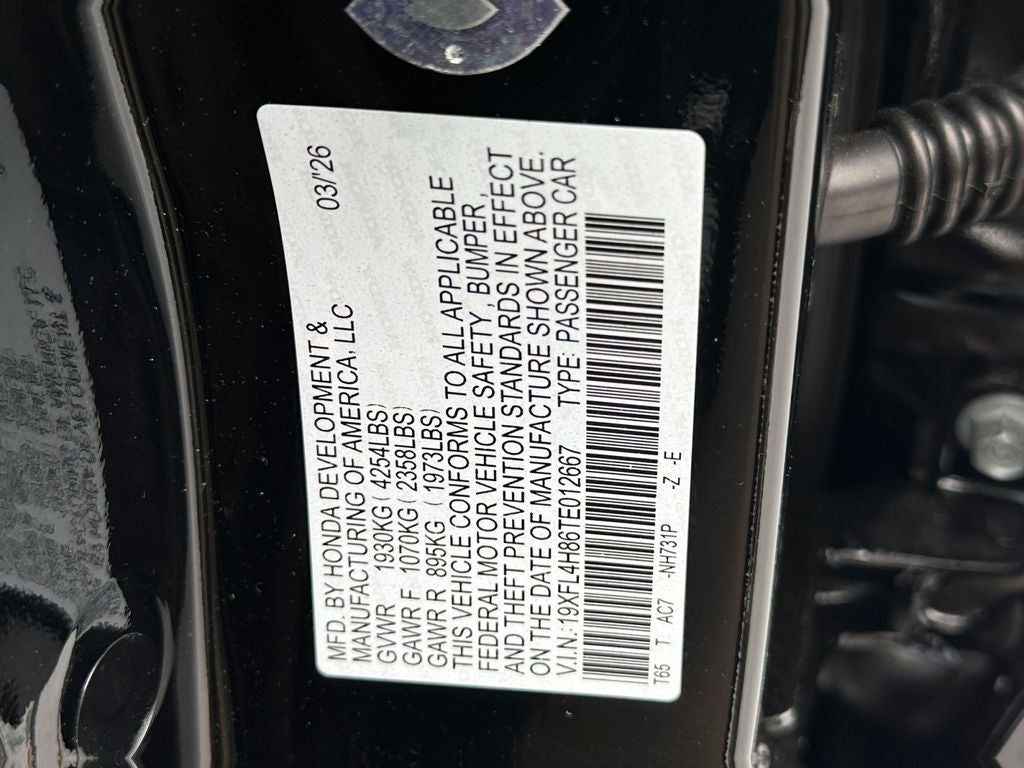 MFD. BY HONDA DEVELOPMENT &
MANUFACTURING OF AMERICA, LLC 03/'26
GVWR 1930KG ( 4254LBS)
GAWR F 1070KG ( 2358LBS)
GAWR R 895KG ( 1973LBS)
THIS VEHICLE CONFORMS TO ALL APPLICABLE
FEDERAL MOTOR VEHICLE SAFETY, BUMPER,
AND THEFT PREVENTION STANDARDS IN EFFECT
ON THE DATE OF MANUFACTURE SHOWN ABOVE.
V.I.N.: 19XFL4H86TE012667 TYPE: PASSENGER CAR
T65 T. AC7 -NH731P -Z -E